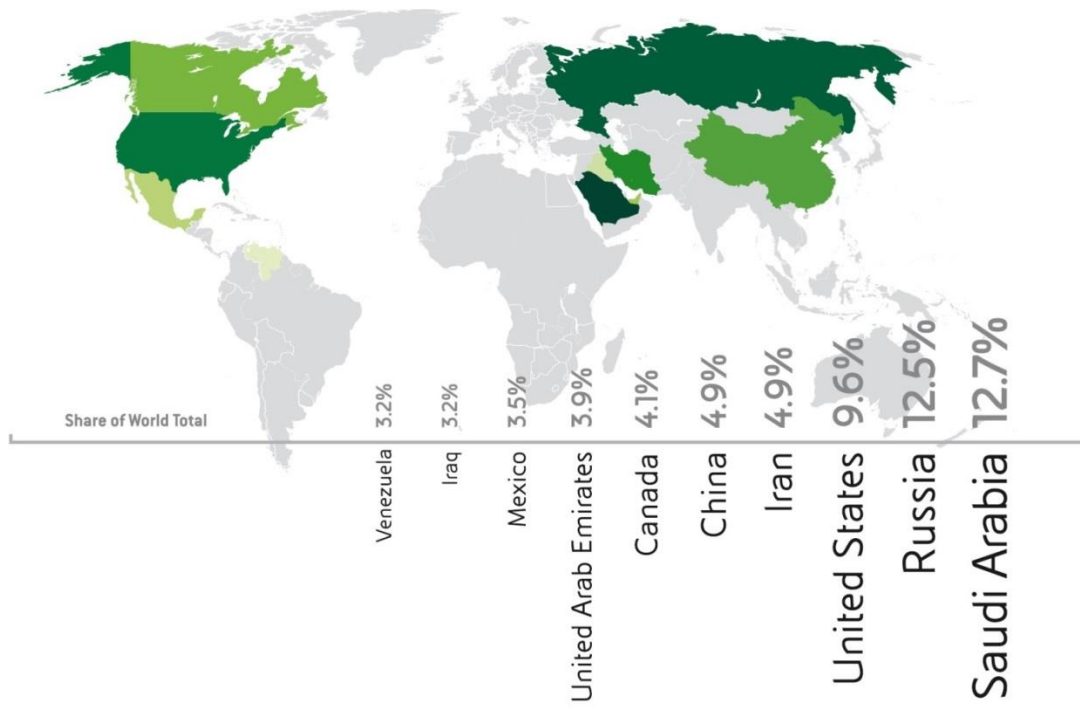 Share of World Total
3.2%
3.2%
3.5%
3.9%
4.1%
4.9%
4.9%
9.6%
12.5%
12.7%
Venezuela
Iraq
Mexico
United Arab Emirates
Canada
China
Iran
United States
Russia
Saudi Arabia